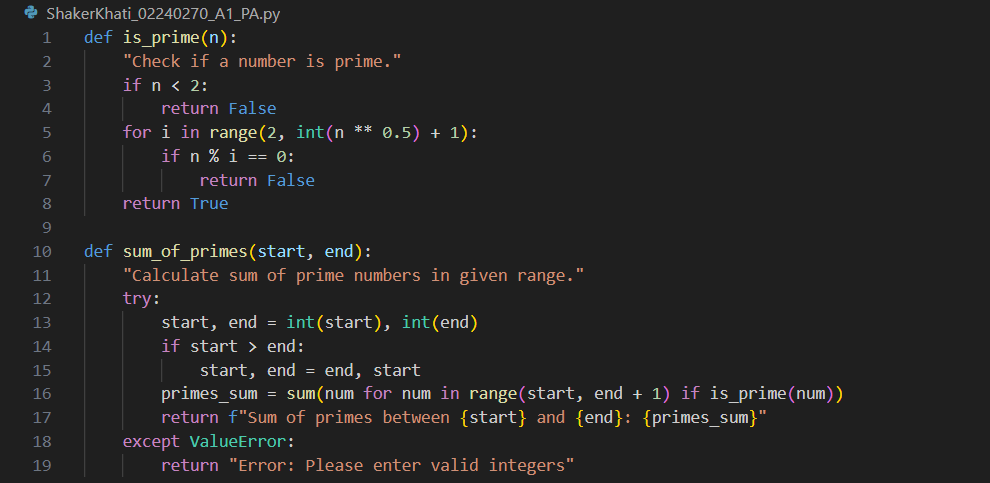 ShakerKhati_02240270_A1_PA.py
1 def is_prime(n):
2     "Check if a number is prime."
3     if n < 2:
4         return False
5     for i in range(2, int(n ** 0.5) + 1):
6         if n % i == 0:
7             return False
8     return True
9
10 def sum_of_primes(start, end):
11     "Calculate sum of prime numbers in given range."
12     try:
13         start, end = int(start), int(end)
14         if start > end:
15             start, end = end, start
16         primes_sum = sum(num for num in range(start, end + 1) if is_prime(num))
17         return f"Sum of primes between {start} and {end}: {primes_sum}"
18     except ValueError:
19         return "Error: Please enter valid integers"